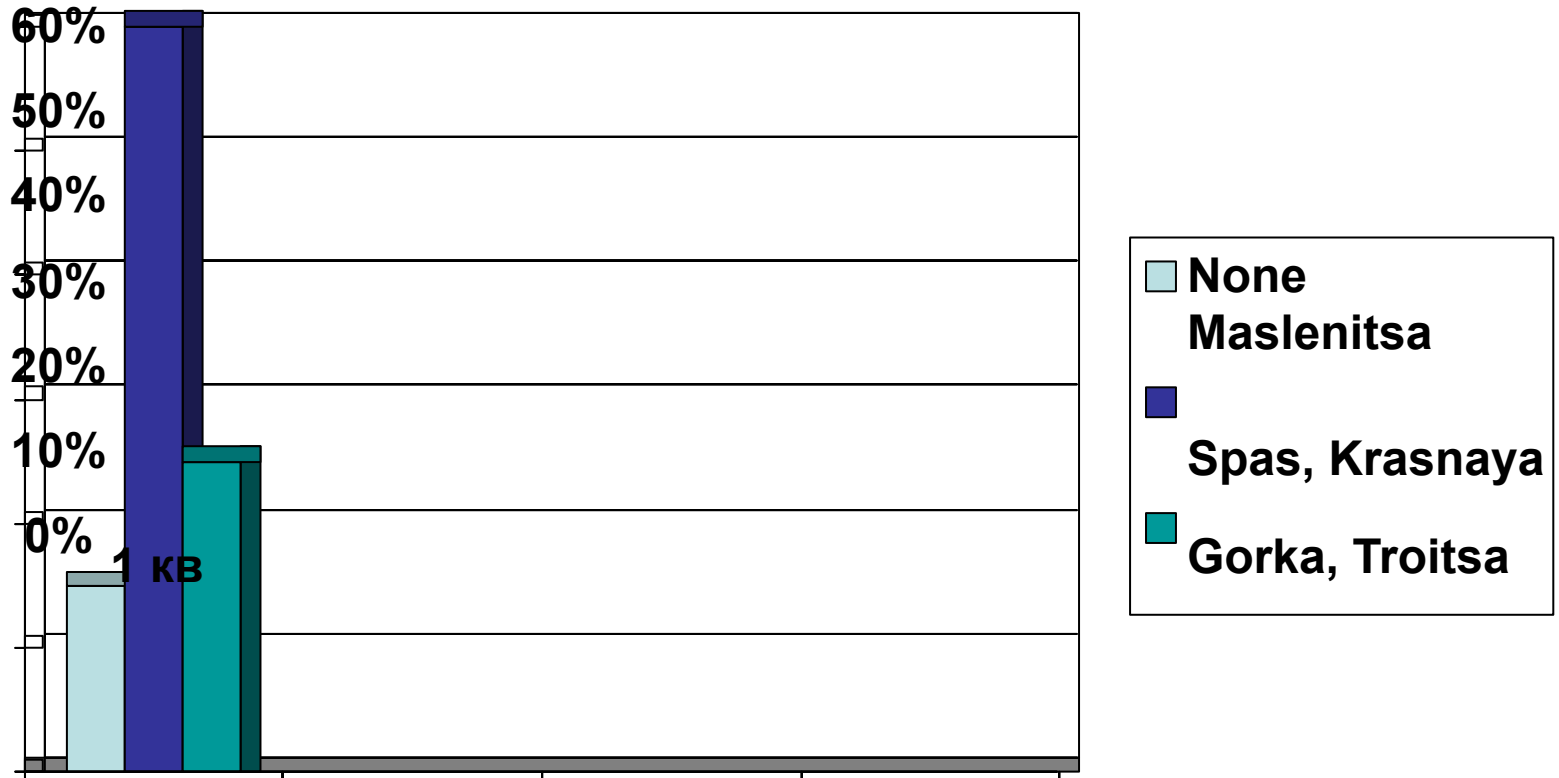 60%
50%
40%
30%
20%
10%
0%
1 кв
None
Maslenitsa
Spas, Krasnaya
Gorka, Troitsa